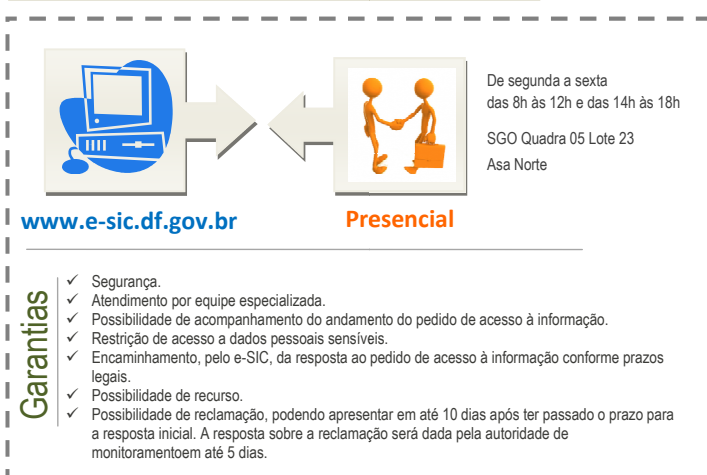 De segunda a sexta
das 8h às 12h e das 14h às 18h
SGO Quadra 05 Lote 23
Asa Norte
www.e-sic.df.gov.br
Presencial
Garantias
✓ Segurança.
✓ Atendimento por equipe especializada.
✓ Possibilidade de acompanhamento do andamento do pedido de acesso à informação.
✓ Restrição de acesso a dados pessoais sensíveis.
✓ Encaminhamento, pelo e-SIC, da resposta ao pedido de acesso à informação conforme prazos
legais.
✓ Possibilidade de recurso.
✓ Possibilidade de reclamação, podendo apresentar em até 10 dias após ter passado o prazo para
a resposta inicial. A resposta sobre a reclamação será dada pela autoridade de
monitoramentoem até 5 dias.